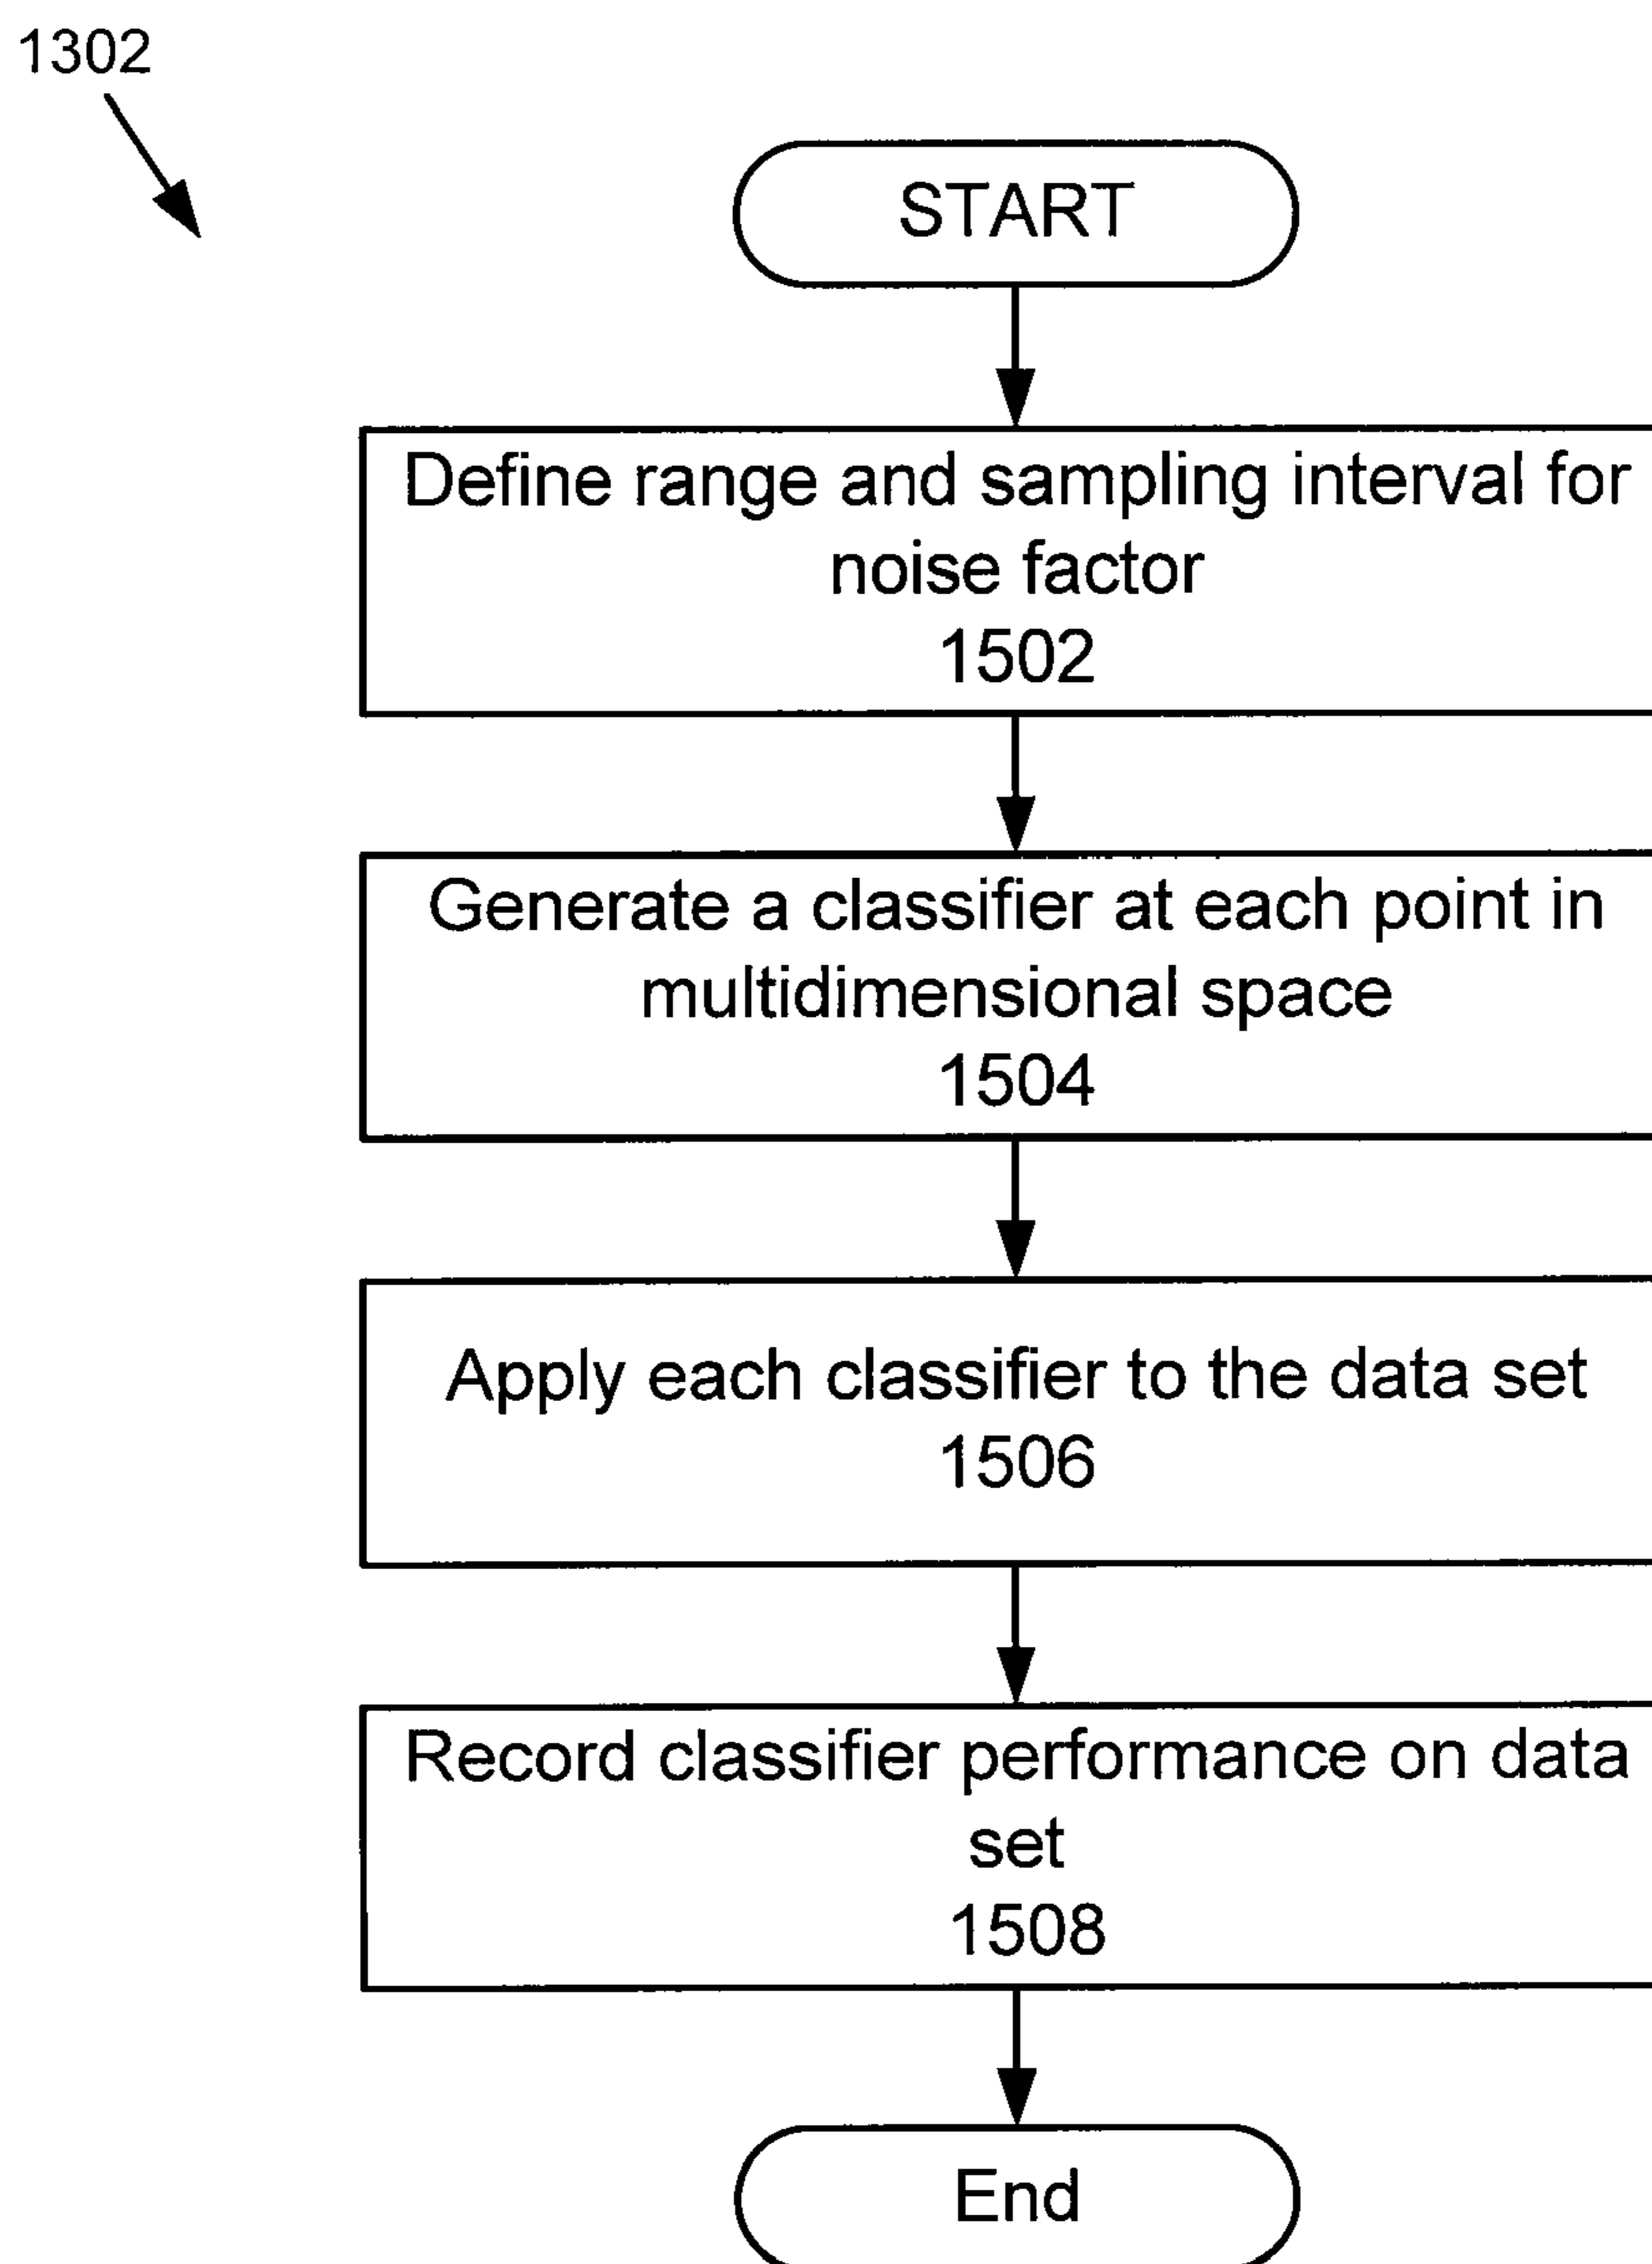 1302
START
Define range and sampling interval for
noise factor
1502
Generate a classifier at each point in
multidimensional space
1504
Apply each classifier to the data set
1506
Record classifier performance on data
set
1508
End